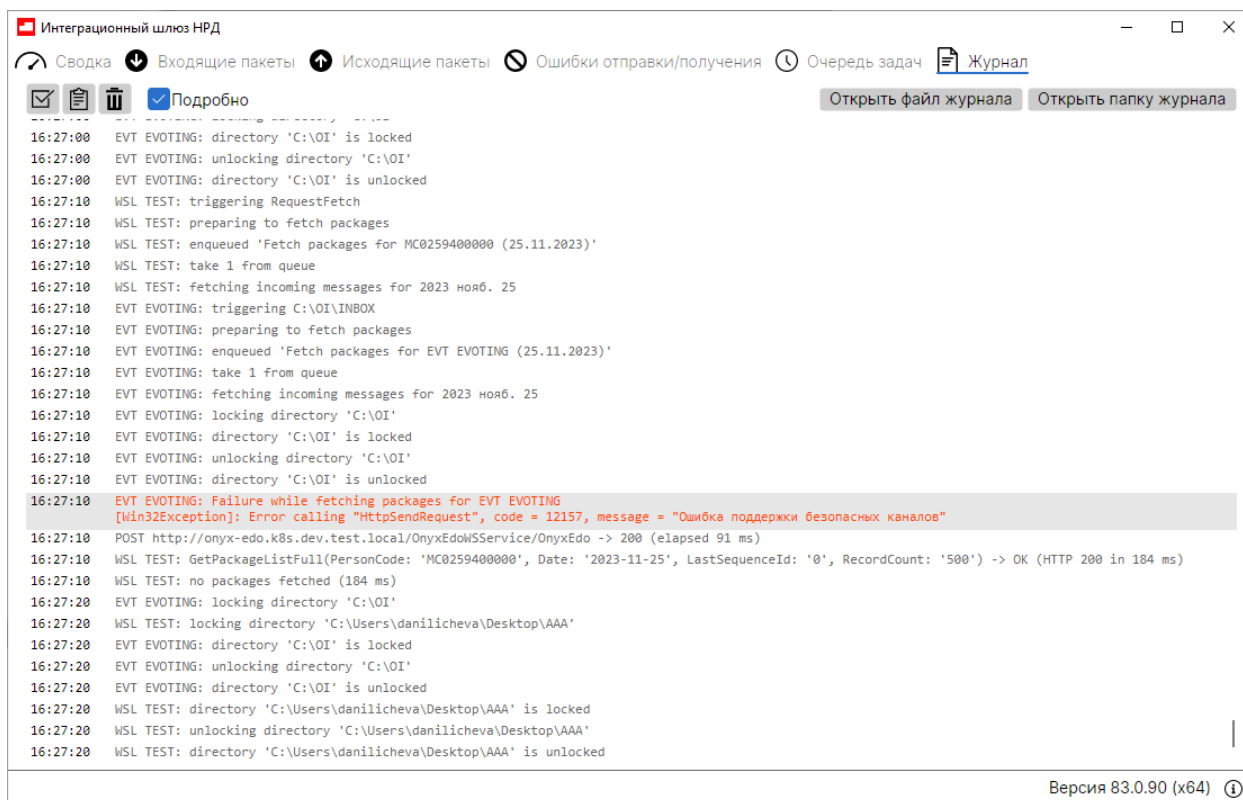 Интеграционный шлюз НРД
Сводка Входящие пакеты Исходящие пакеты Ошибки отправки/получения Очередь задач Журнал
Подробно Открыть файл журнала Открыть папку журнала
16:27:00 EVT EVOTING: directory 'C:\OI' is locked
16:27:00 EVT EVOTING: unlocking directory 'C:\OI'
16:27:00 EVT EVOTING: directory 'C:\OI' is unlocked
16:27:10 WSL TEST: triggering RequestFetch
16:27:10 WSL TEST: preparing to fetch packages
16:27:10 WSL TEST: enqueued 'Fetch packages for MC0259400000 (25.11.2023)'
16:27:10 WSL TEST: take 1 from queue
16:27:10 WSL TEST: fetching incoming messages for 2023 нояб. 25
16:27:10 EVT EVOTING: triggering C:\OI\INBOX
16:27:10 EVT EVOTING: preparing to fetch packages
16:27:10 EVT EVOTING: enqueued 'Fetch packages for EVT EVOTING (25.11.2023)'
16:27:10 EVT EVOTING: take 1 from queue
16:27:10 EVT EVOTING: fetching incoming messages for 2023 нояб. 25
16:27:10 EVT EVOTING: locking directory 'C:\OI'
16:27:10 EVT EVOTING: directory 'C:\OI' is locked
16:27:10 EVT EVOTING: unlocking directory 'C:\OI'
16:27:10 EVT EVOTING: directory 'C:\OI' is unlocked
16:27:10 EVT EVOTING: Failure while fetching packages for EVT EVOTING
[Win32Exception]: Error calling "HttpSendRequest", code = 12157, message = "Ошибка поддержки безопасных каналов"
16:27:10 POST http://onyx-edo.k8s.dev.test.local/OnyxEdoWSService/OnyxEdo -> 200 (elapsed 91 ms)
16:27:10 WSL TEST: GetPackageListFull(PersonCode: 'MC0259400000', Date: '2023-11-25', LastSequenceId: '0', RecordCount: '500') -> OK (HTTP 200 in 184 ms)
16:27:10 WSL TEST: no packages fetched (184 ms)
16:27:20 EVT EVOTING: locking directory 'C:\OI'
16:27:20 WSL TEST: locking directory 'C:\Users\danilicheva\Desktop\AAA'
16:27:20 EVT EVOTING: directory 'C:\OI' is locked
16:27:20 EVT EVOTING: unlocking directory 'C:\OI'
16:27:20 EVT EVOTING: directory 'C:\OI' is unlocked
16:27:20 WSL TEST: directory 'C:\Users\danilicheva\Desktop\AAA' is locked
16:27:20 WSL TEST: unlocking directory 'C:\Users\danilicheva\Desktop\AAA'
16:27:20 WSL TEST: directory 'C:\Users\danilicheva\Desktop\AAA' is unlocked
Версия 83.0.90 (x64)